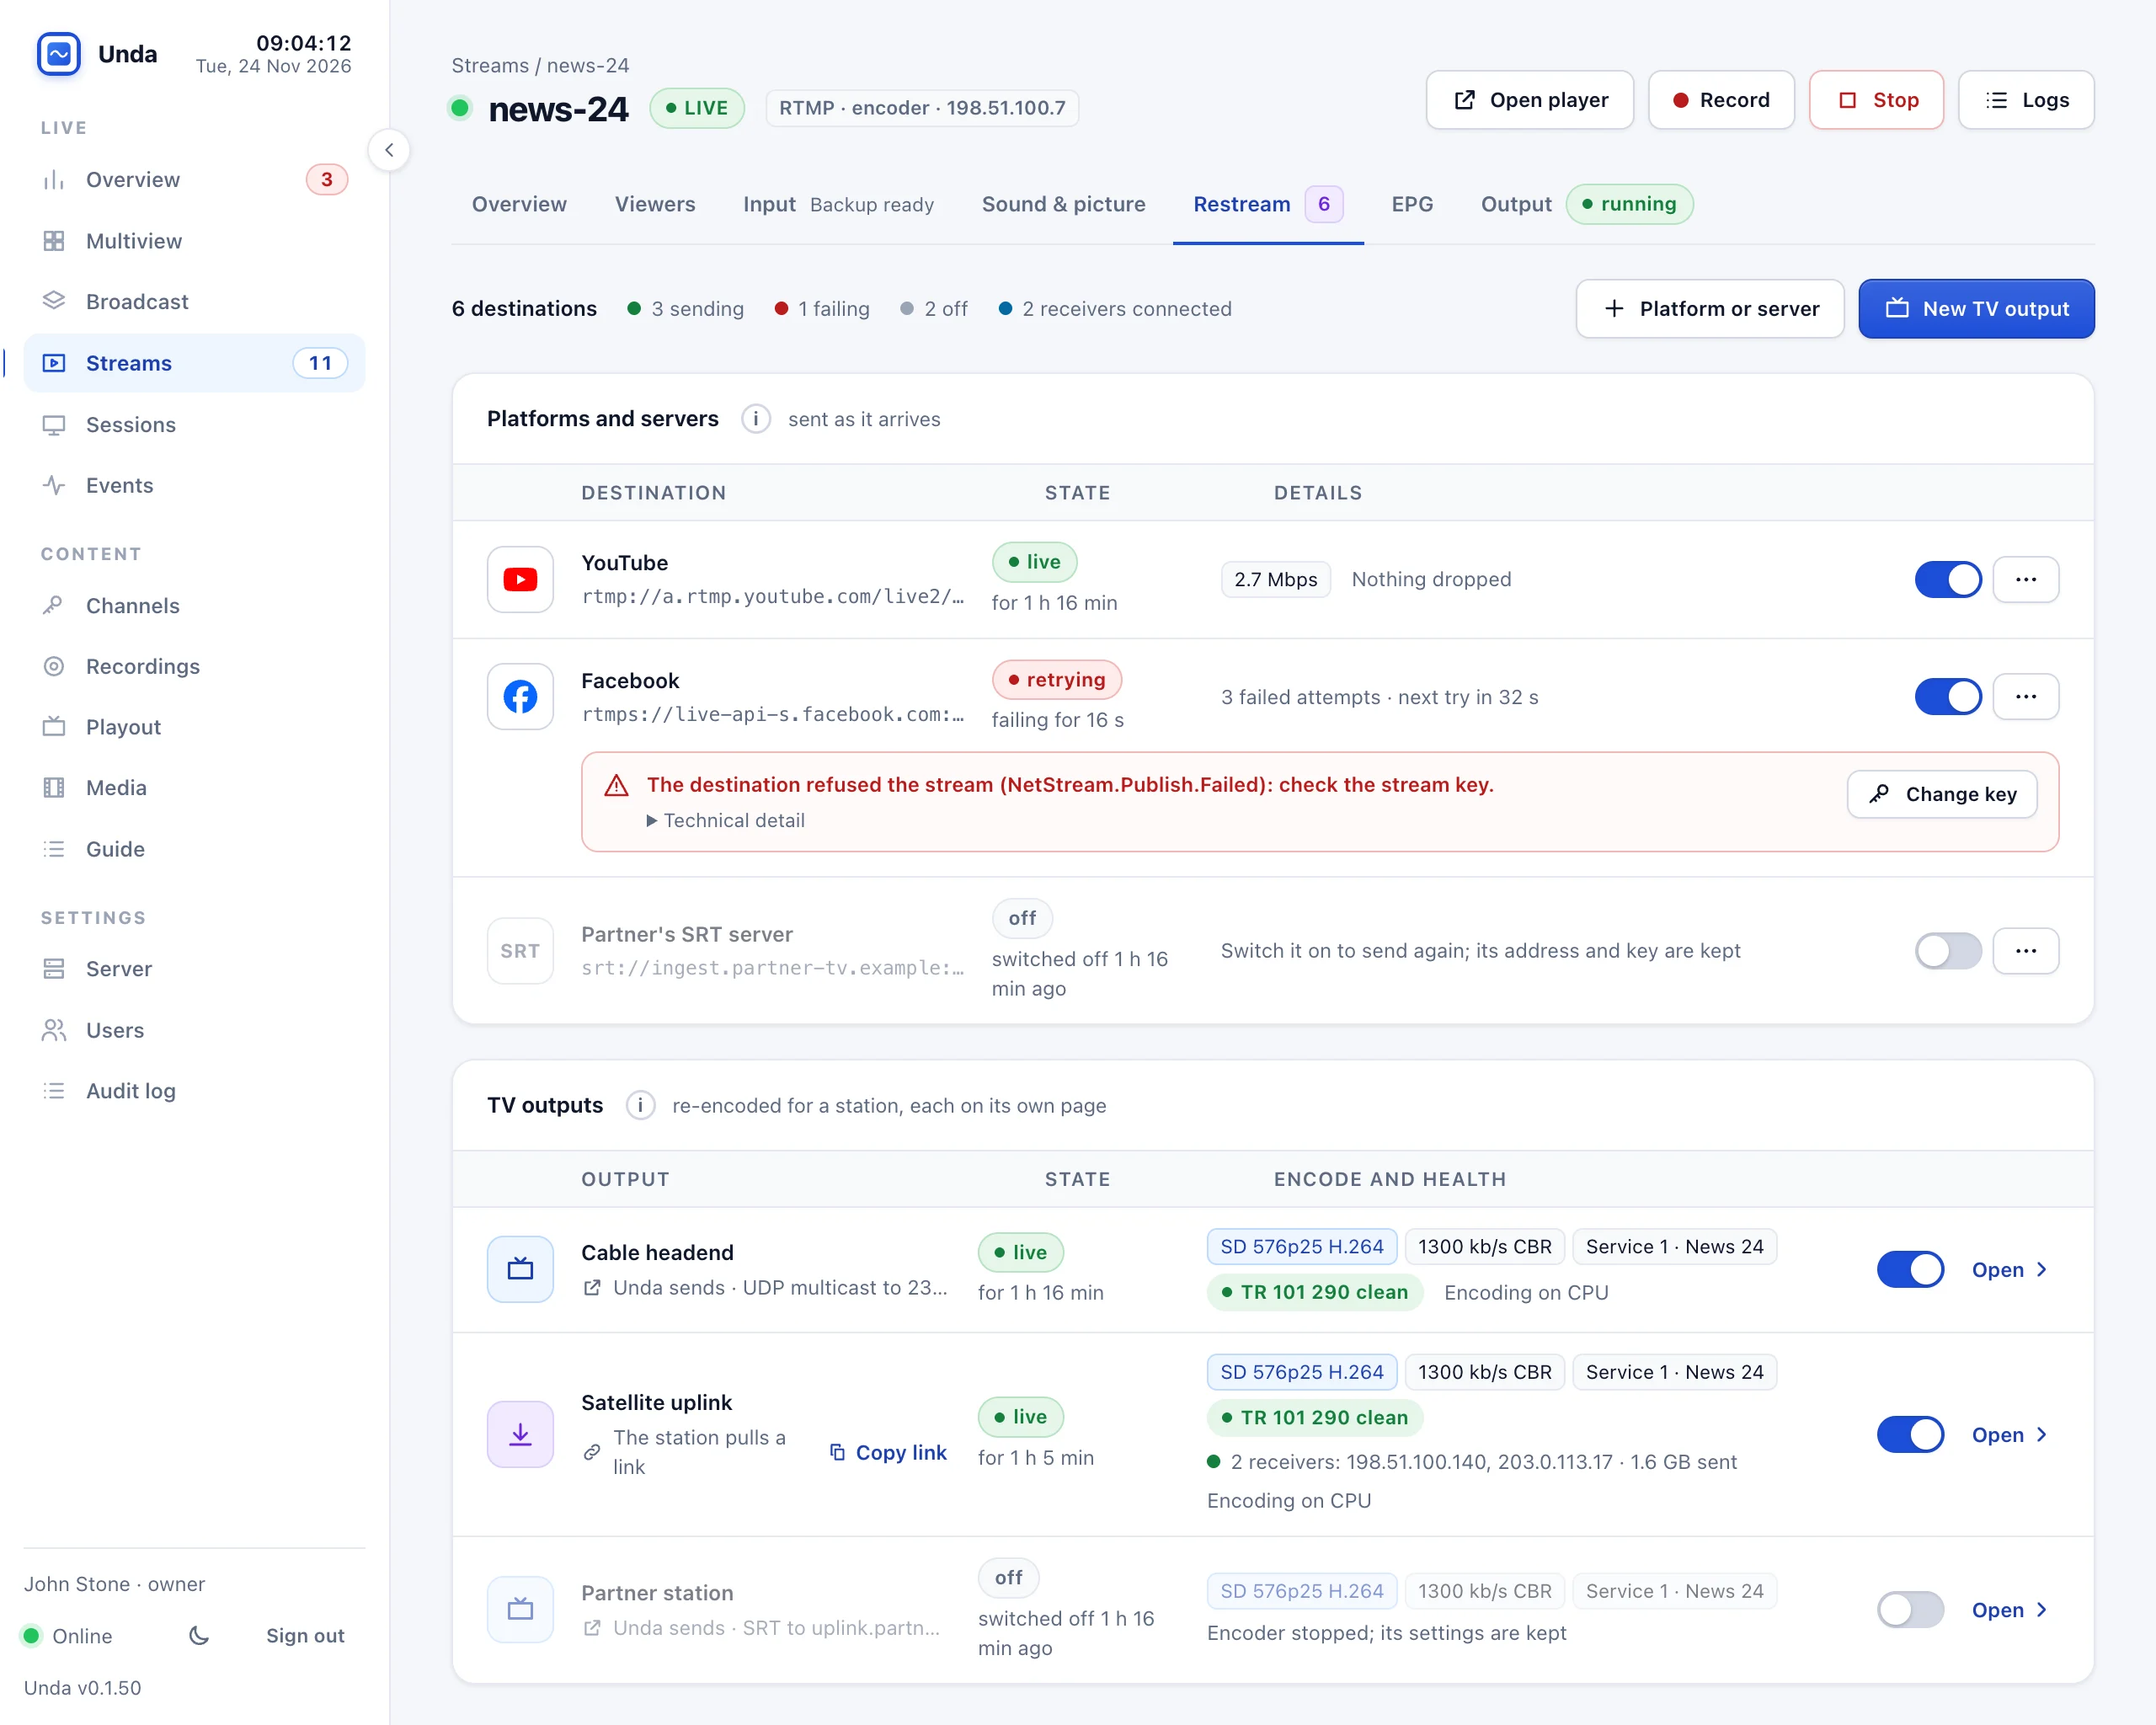 Unda
09:04:12
Tue, 24 Nov 2026
LIVE
Overview 3
Multiview
Broadcast
Streams 11
Sessions
Events
CONTENT
Channels
Recordings
Playout
Media
Guide
SETTINGS
Server
Users
Audit log
John Stone · owner
Online Sign out
Unda v0.1.50
Streams / news-24
news-24 LIVE RTMP · encoder · 198.51.100.7
Open player Record Stop Logs
Overview Viewers Input Backup ready Sound & picture Restream 6 EPG Output running
6 destinations 3 sending 1 failing 2 off 2 receivers connected
Platform or server New TV output
Platforms and servers i sent as it arrives
DESTINATION STATE DETAILS
YouTube
rtmp://a.rtmp.youtube.com/live2/…
live
for 1 h 16 min
2.7 Mbps Nothing dropped
Facebook
rtmps://live-api-s.facebook.com:…
retrying
failing for 16 s
3 failed attempts · next try in 32 s
The destination refused the stream (NetStream.Publish.Failed): check the stream key.
Technical detail
Change key
SRT
Partner's SRT server
srt://ingest.partner-tv.example:…
off
switched off 1 h 16
min ago
Switch it on to send again; its address and key are kept
TV outputs i re-encoded for a station, each on its own page
OUTPUT STATE ENCODE AND HEALTH
Cable headend
Unda sends · UDP multicast to 23…
live
for 1 h 16 min
SD 576p25 H.264 1300 kb/s CBR Service 1 · News 24
TR 101 290 clean Encoding on CPU
Open
Satellite uplink
The station pulls a
link
Copy link
live
for 1 h 5 min
SD 576p25 H.264 1300 kb/s CBR Service 1 · News 24
TR 101 290 clean
2 receivers: 198.51.100.140, 203.0.113.17 · 1.6 GB sent
Encoding on CPU
Open
Partner station
Unda sends · SRT to uplink.partn…
off
switched off 1 h 16
min ago
SD 576p25 H.264 1300 kb/s CBR Service 1 · News 24
Encoder stopped; its settings are kept
Open